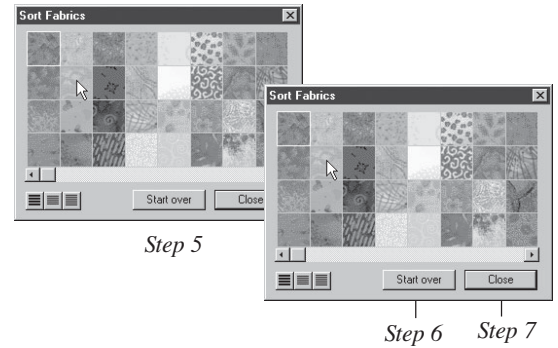 Sort Fabrics
Start over
Close
Step 5
Sort Fabrics
Start over
Close
Step 6
Step 7